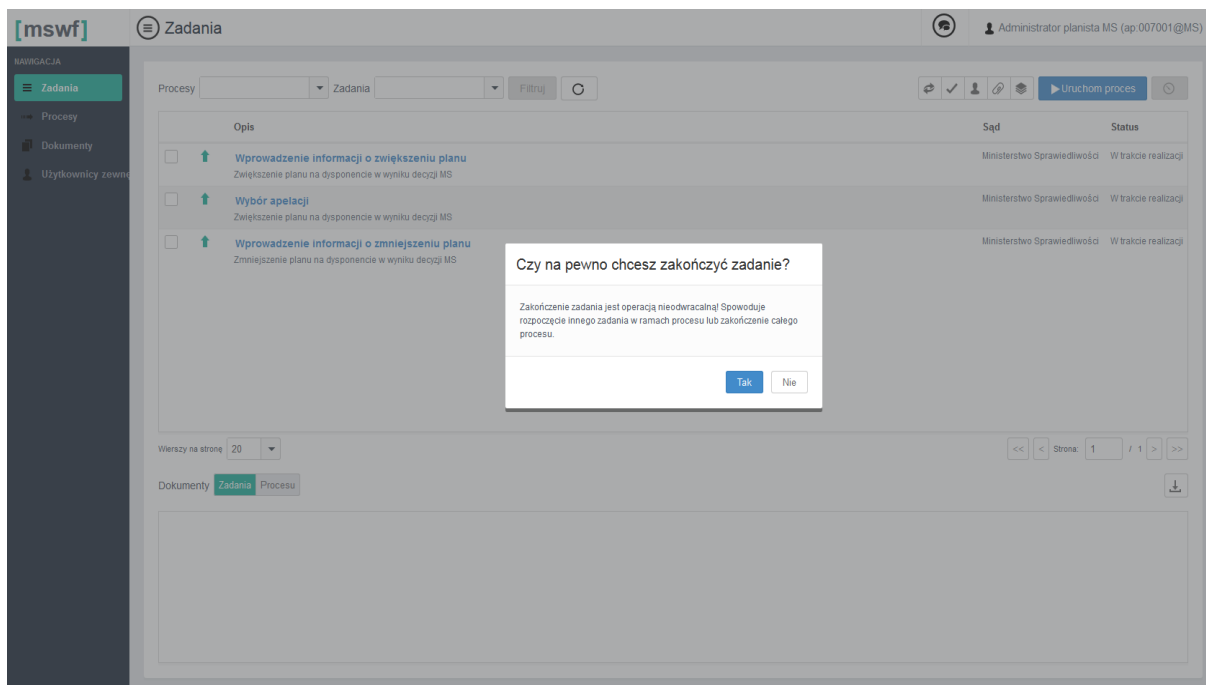 [mswf]
Zadania
Administrator planista MS (ap:007001@MS)
NAWIGACJA
Zadania
Procesy
Dokumenty
Użytkownicy zewnę
Procesy
Zadania
Filtruj
Uruchom proces
Opis Sąd Status
Wprowadzenie informacji o zwiększeniu planu Ministerstwo Sprawiedliwości W trakcie realizacji
Zwiększenie planu na dysponencie w wyniku decyzji MS
Wybór apelacji Ministerstwo Sprawiedliwości W trakcie realizacji
Zwiększenie planu na dysponencie w wyniku decyzji MS
Wprowadzenie informacji o zmniejszeniu planu Ministerstwo Sprawiedliwości W trakcie realizacji
Zmniejszenie planu na dysponencie w wyniku decyzji MS
Czy na pewno chcesz zakończyć zadanie?
Zakończenie zadania jest operacją nieodwracalną! Spowoduje
rozpoczęcie innego zadania w ramach procesu lub zakończenie całego
procesu.
Tak Nie
Wierszy na stronę 20 << < Strona: 1 / 1 > >>
Dokumenty Zadania Procesu